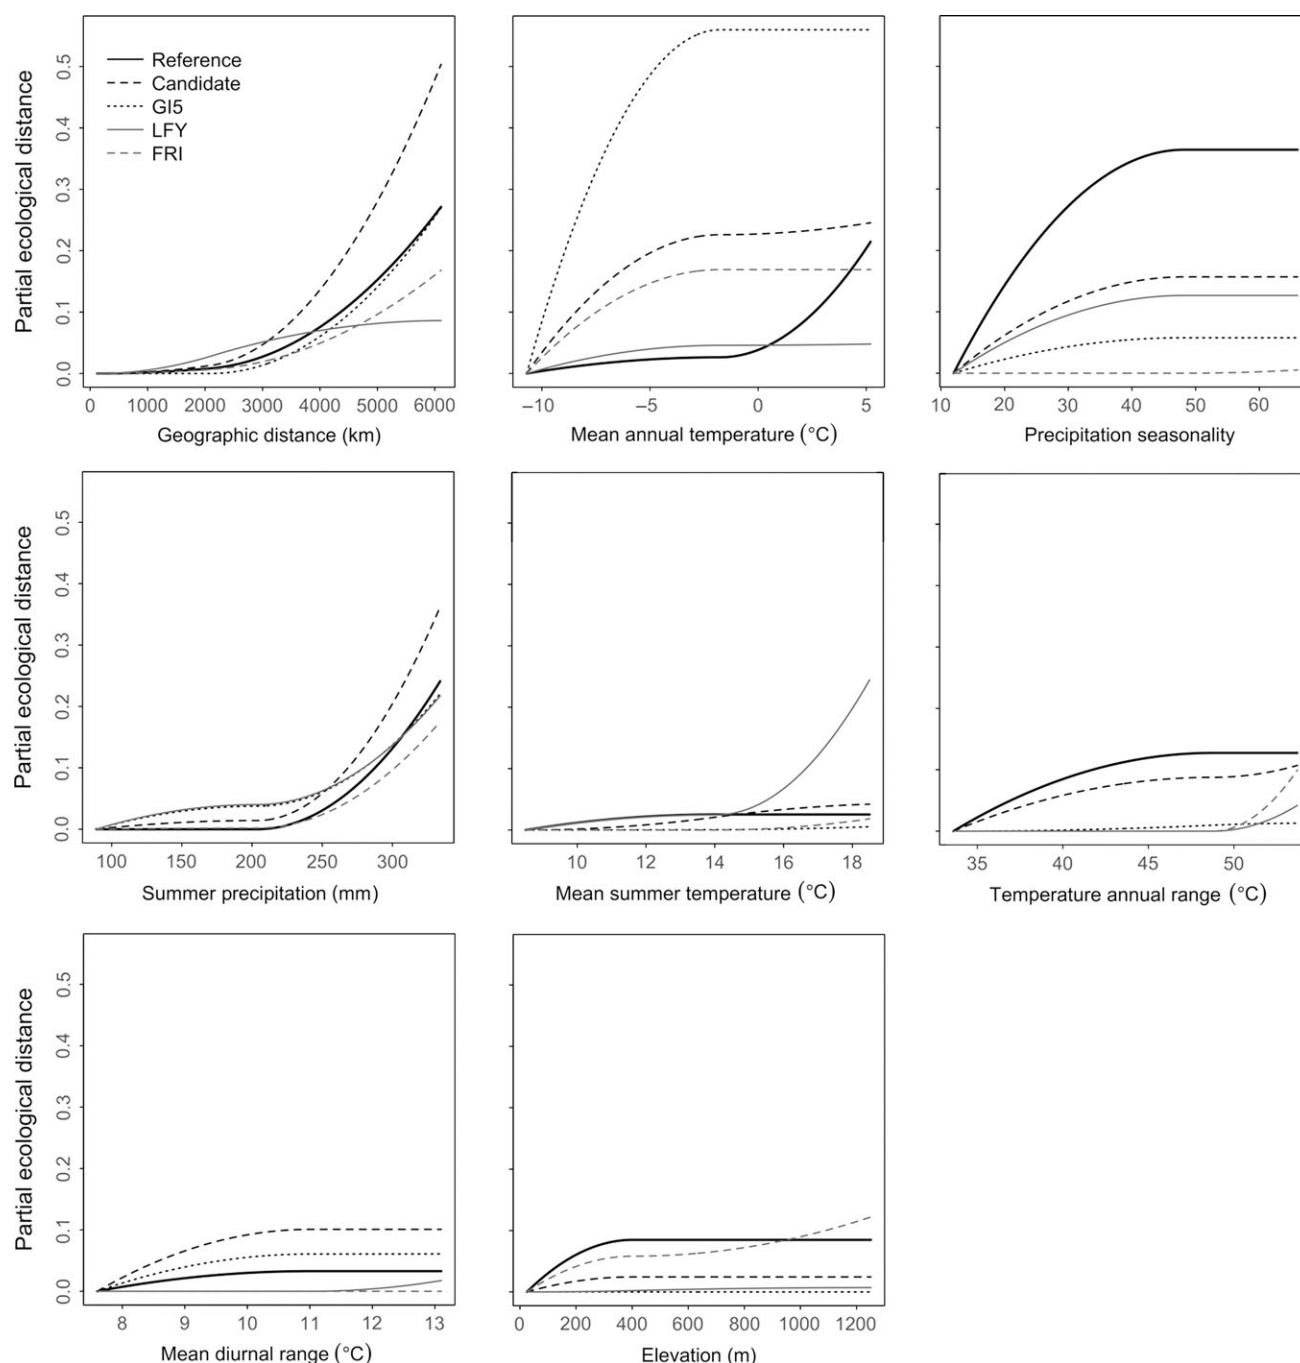 Partial ecological distance
0.0 0.1 0.2 0.3 0.4 0.5
Reference
Candidate
GI5
LFY
FRI
0 1000 2000 3000 4000 5000 6000
Geographic distance (km)
−10 −5 0 5
Mean annual temperature (°C)
10 20 30 40 50 60
Precipitation seasonality
Partial ecological distance
0.0 0.1 0.2 0.3 0.4 0.5
100 150 200 250 300
Summer precipitation (mm)
10 12 14 16 18
Mean summer temperature (°C)
35 40 45 50
Temperature annual range (°C)
Partial ecological distance
0.0 0.1 0.2 0.3 0.4 0.5
8 9 10 11 12 13
Mean diurnal range (°C)
0 200 400 600 800 1000 1200
Elevation (m)